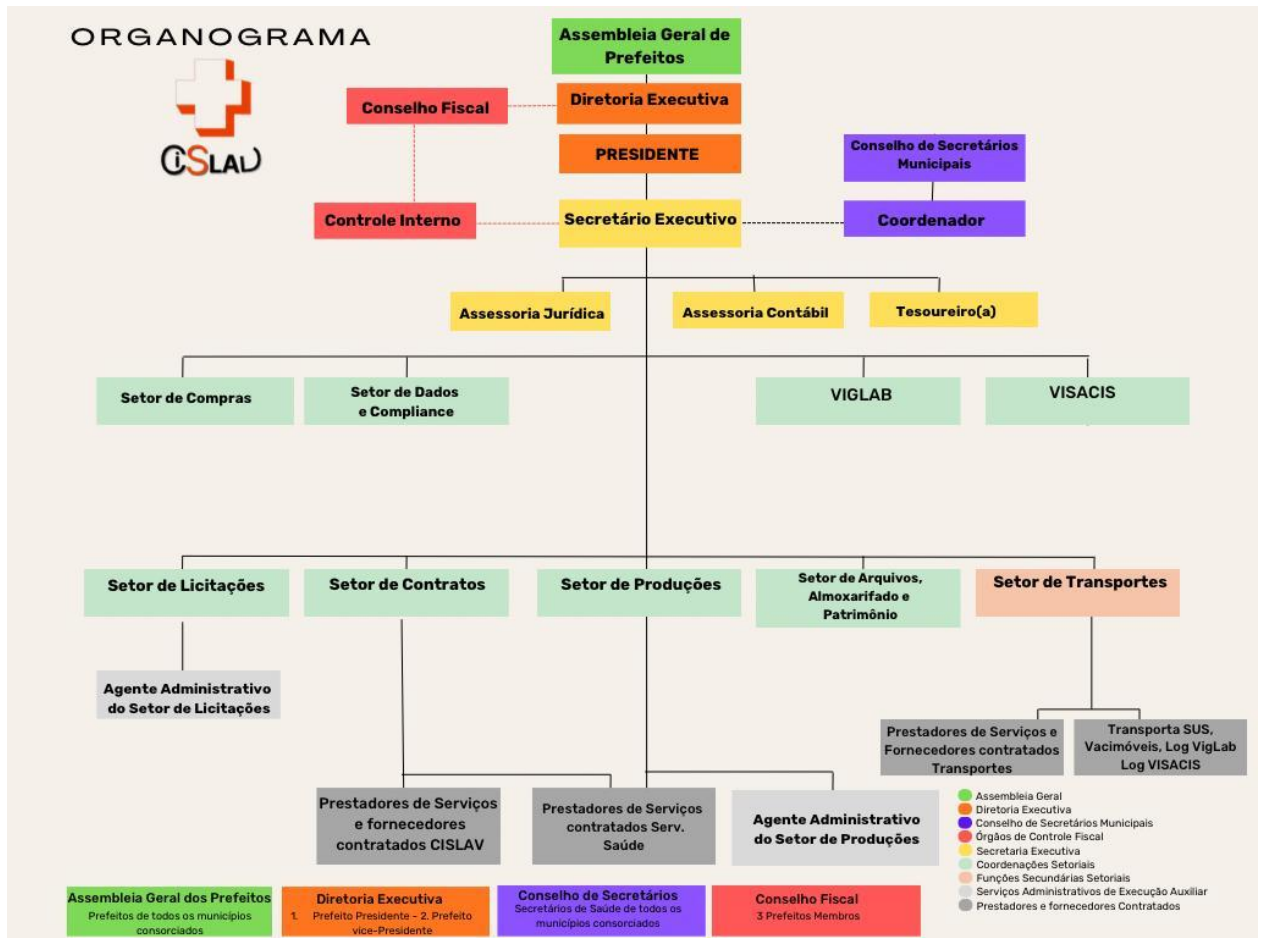 ORGANOGRAMA
CISLAV
Assembleia Geral de
Prefeitos
Conselho Fiscal
Diretoria Executiva
PRESIDENTE
Conselho de Secretários
Municipais
Controle Interno
Secretário Executivo
Coordenador
Assessoria Jurídica
Assessoria Contábil
Tesoureiro(a)
Setor de Compras
Setor de Dados
e Compliance
VIGLAB
VISACIS
Setor de Licitações
Setor de Contratos
Setor de Produções
Setor de Arquivos,
Almoxarifado e
Patrimônio
Setor de Transportes
Agente Administrativo
do Setor de Licitações
Prestadores de Serviços e
Fornecedores contratados
Transportes
Transporta SUS,
Vacimóveis, Log VigLab
Log VISACIS
Prestadores de Serviços
e fornecedores
contratados CISLAV
Prestadores de Serviços
contratados Serv.
Saúde
Agente Administrativo
do Setor de Produções
Assembleia Geral
Diretoria Executiva
Conselho de Secretários Municipais
Órgãos de Controle Fiscal
Secretaria Executiva
Coordenações Setoriais
Funções Secundárias Setoriais
Serviços Administrativos de Execução Auxiliar
Prestadores e fornecedores Contratados
Assembleia Geral dos Prefeitos
Prefeitos de todos os municípios
consorciados
Diretoria Executiva
1. Prefeito Presidente - 2. Prefeito
vice-Presidente
Conselho de Secretários
Secretários de Saúde de todos os
municípios consorciados
Conselho Fiscal
3 Prefeitos Membros